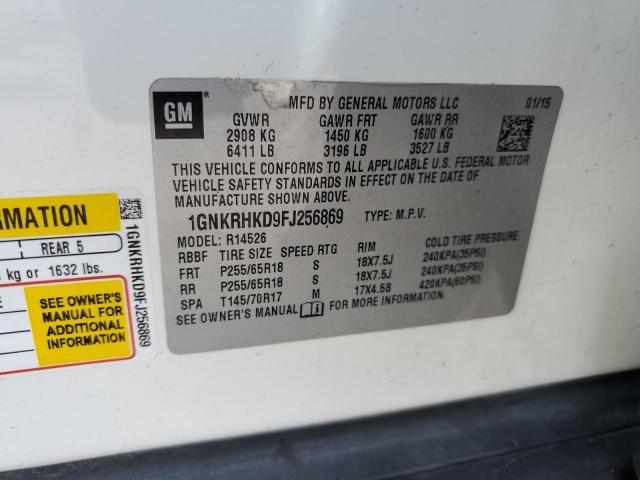 GM
MFD BY GENERAL MOTORS LLC 01/15
GVWR GAWR FRT GAWR RR
2908 KG 1450 KG 1600 KG
6411 LB 3196 LB 3527 LB
THIS VEHICLE CONFORMS TO ALL APPLICABLE U.S. FEDERAL MOTOR
VEHICLE SAFETY STANDARDS IN EFFECT ON THE DATE OF
MANUFACTURE SHOWN ABOVE.
1GNKRHKD9FJ256869 TYPE: M.P.V.
MODEL: R14526
RBBF TIRE SIZE SPEED RTG RIM COLD TIRE PRESSURE
FRT P255/65R18 S 18X7.5J 240KPA(35PSI)
RR P255/65R18 S 18X7.5J 240KPA(35PSI)
SPA T145/70R17 M 17X4.5B 420KPA(60PSI)
SEE OWNER'S MANUAL FOR MORE INFORMATION.
RMATION
REAR 5
kg or 1632 lbs.
SEE OWNER'S
MANUAL FOR
ADDITIONAL
INFORMATION
1GNKRHKD9FJ256869